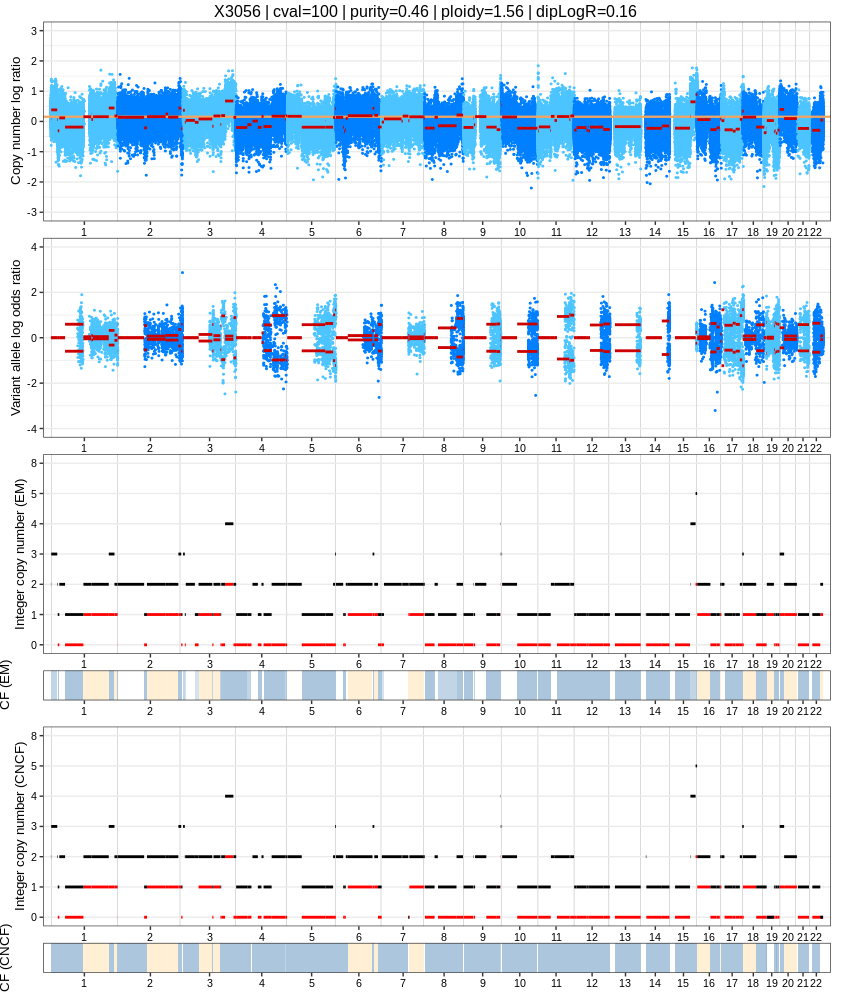 X3056 | cval=100 | purity=0.46 | ploidy=1.56 | dipLogR=0.16
Copy number log ratio
3
2
1
0
-1
-2
-3
1 2 3 4 5 6 7 8 9 10 11 12 13 14 15 16 17 18 19 20 21 22
Variant allele log odds ratio
4
2
0
-2
-4
1 2 3 4 5 6 7 8 9 10 11 12 13 14 15 16 17 18 19 20 21 22
Integer copy number (EM)
8
5
4
3
2
1
0
1 2 3 4 5 6 7 8 9 10 11 12 13 14 15 16 17 18 19 20 21 22
CF (EM)
1 2 3 4 5 6 7 8 9 10 11 12 13 14 15 16 17 18 19 20 21 22
Integer copy number (CNCF)
8
5
4
3
2
1
0
1 2 3 4 5 6 7 8 9 10 11 12 13 14 15 16 17 18 19 20 21 22
CF (CNCF)
1 2 3 4 5 6 7 8 9 10 11 12 13 14 15 16 17 18 19 20 21 22